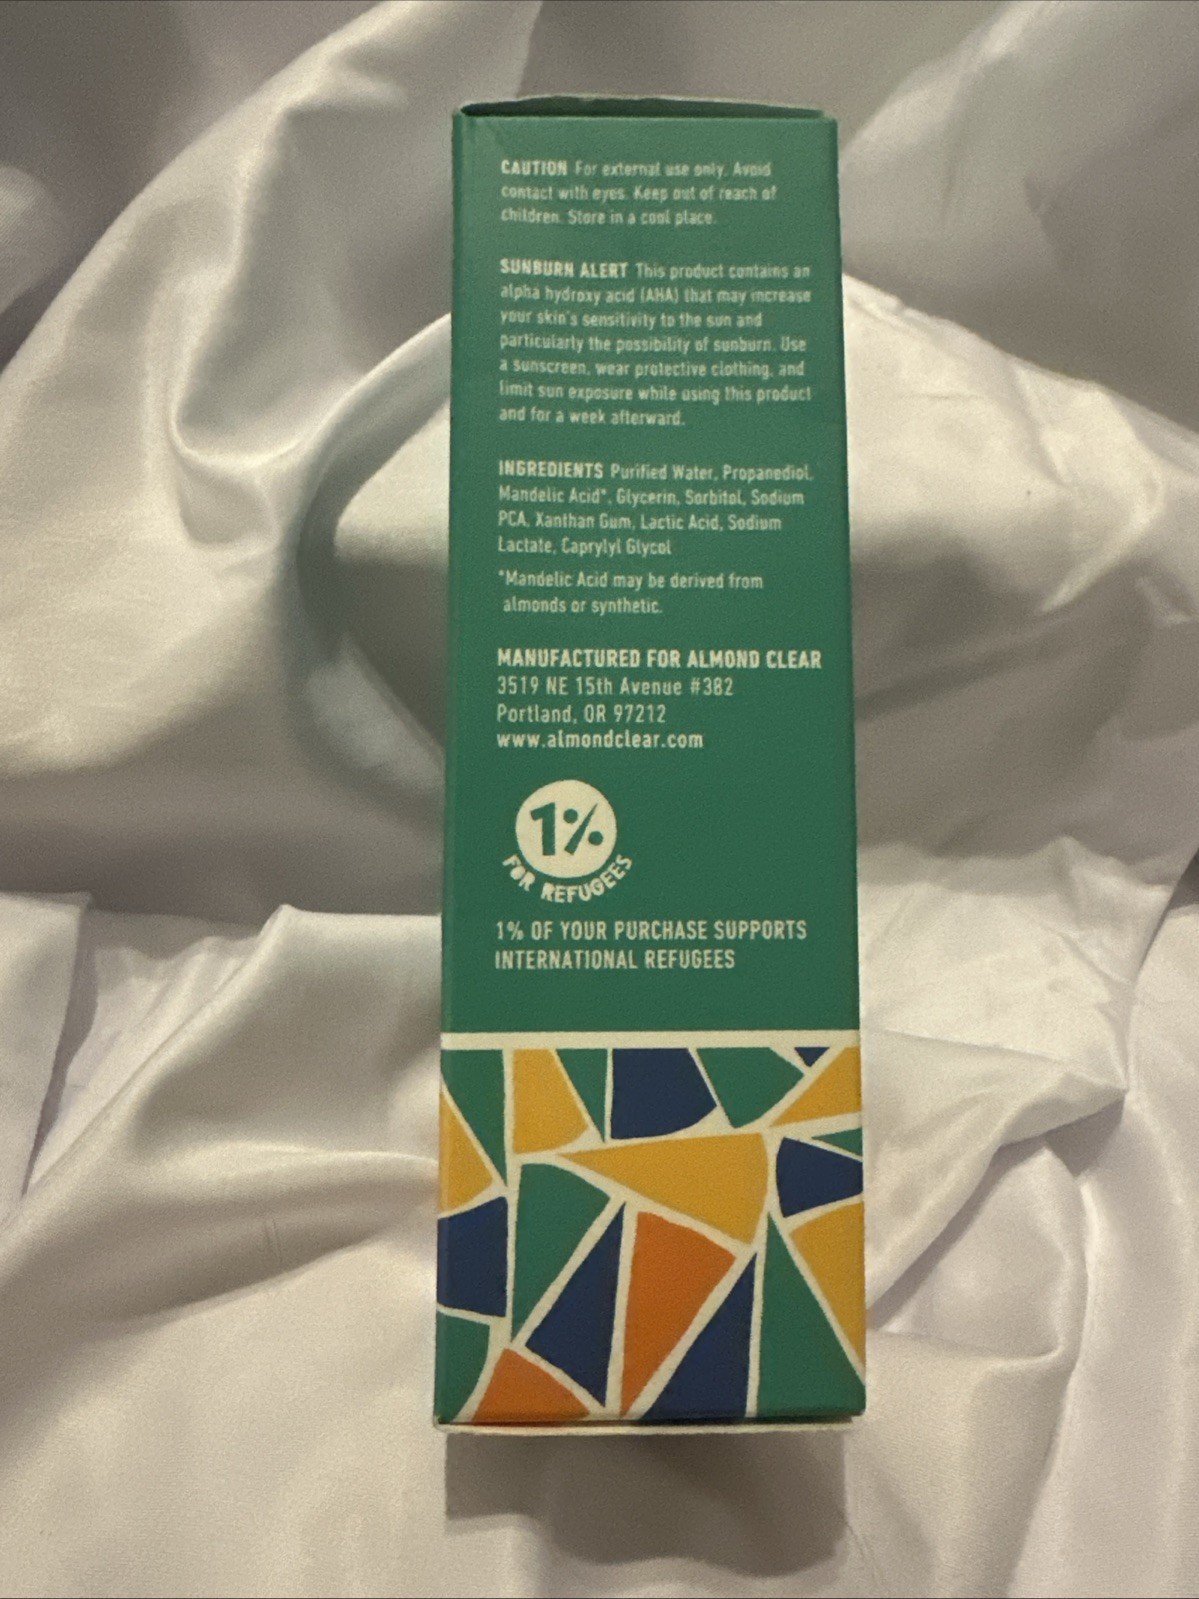 CAUTION For external use only. Avoid
contact with eyes. Keep out of reach of
children. Store in a cool place.
SUNBURN ALERT This product contains an
alpha hydroxy acid (AHA) that may increase
your skin's sensitivity to the sun and
particularly the possibility of sunburn. Use
a sunscreen, wear protective clothing, and
limit sun exposure while using this product
and for a week afterward.
INGREDIENTS Purified Water, Propanediol,
Mandelic Acid*, Glycerin, Sorbitol, Sodium
PCA, Xanthan Gum, Lactic Acid, Sodium
Lactate, Caprylyl Glycol
*Mandelic Acid may be derived from
almonds or synthetic.
MANUFACTURED FOR ALMOND CLEAR
3519 NE 15th Avenue #382
Portland, OR 97212
www.almondclear.com
1%
FOR REFUGEES
1% OF YOUR PURCHASE SUPPORTS
INTERNATIONAL REFUGEES